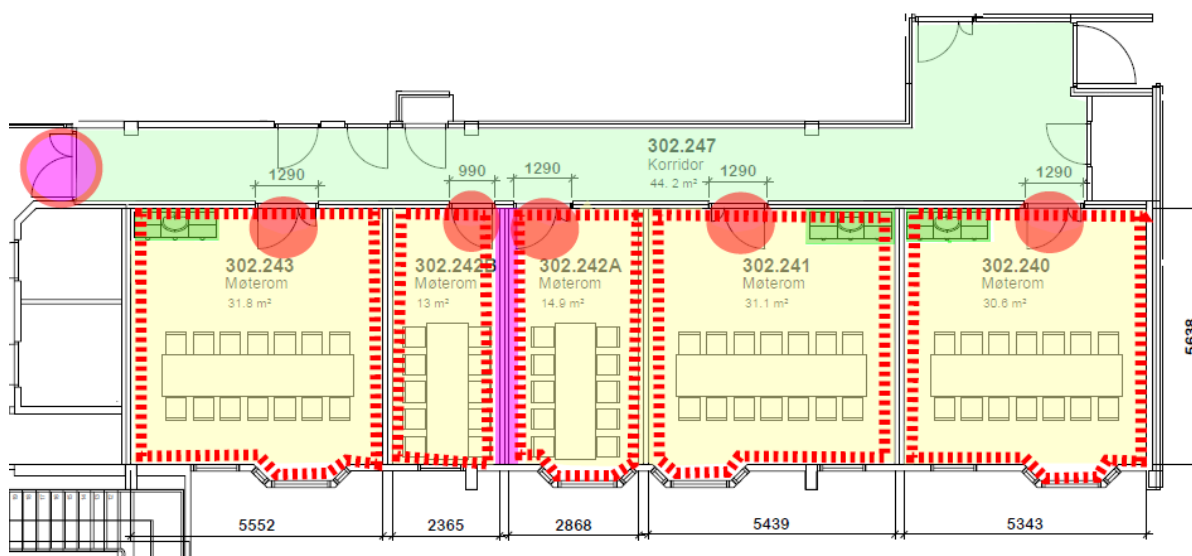 302.247
Korridor
44. 2 m²
1290
990
1290
1290
1290
302.243
Møterom
31.8 m²
302.242B
Møterom
13 m²
302.242A
Møterom
14.9 m²
302.241
Møterom
31.1 m²
302.240
Møterom
30.6 m²
5638
5552
2365
2868
5439
5343